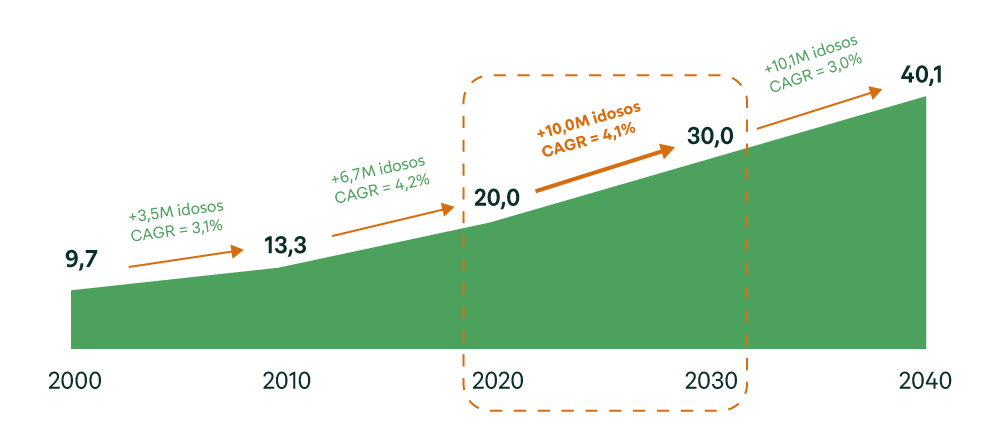 +10,1M idosos
CAGR = 3,0%
40,1
+10,0M idosos
CAGR = 4,1%
30,0
+6,7M idosos
CAGR = 4,2%
20,0
+3,5M idosos
CAGR = 3,1%
13,3
9,7
2000 2010 2020 2030 2040